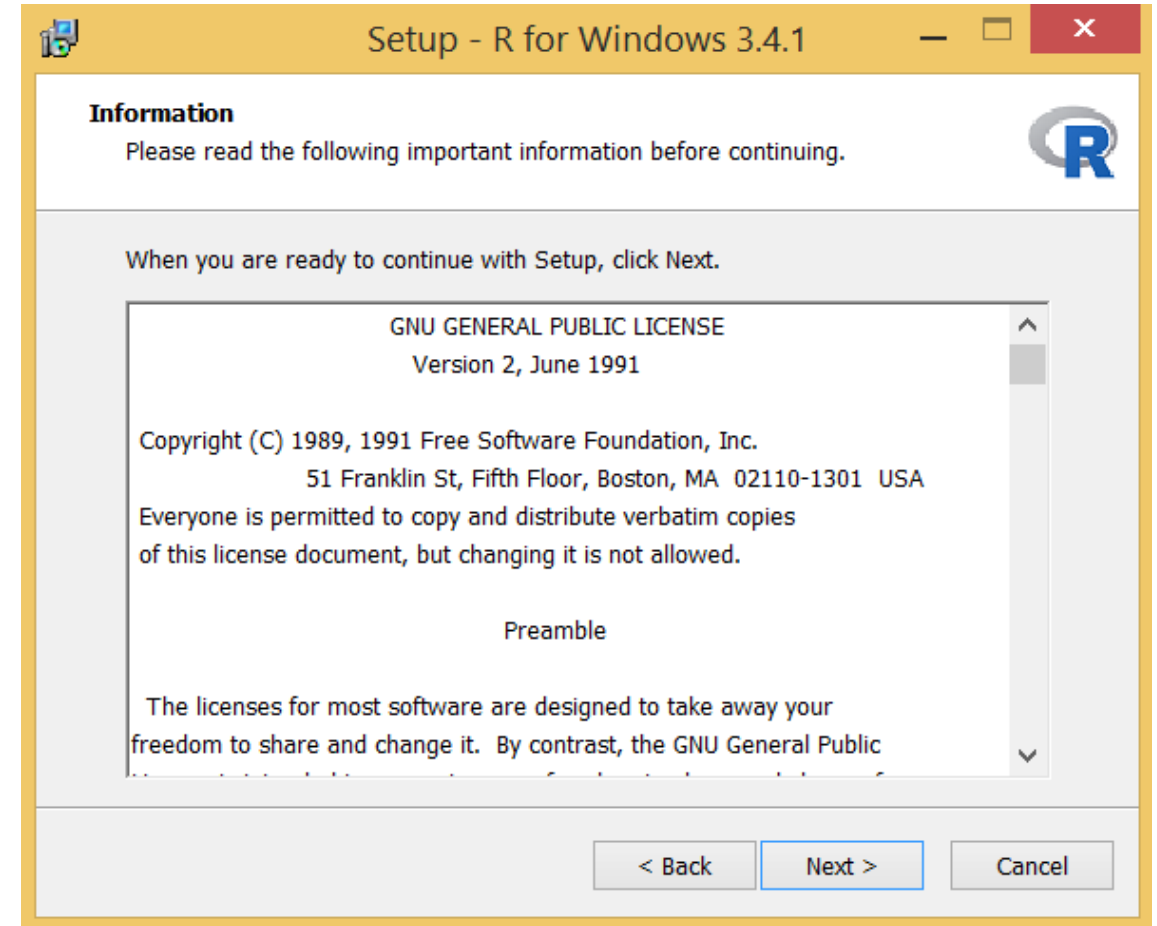 Setup - R for Windows 3.4.1
Information
Please read the following important information before continuing.
R
When you are ready to continue with Setup, click Next.
GNU GENERAL PUBLIC LICENSE
Version 2, June 1991
Copyright (C) 1989, 1991 Free Software Foundation, Inc.
51 Franklin St, Fifth Floor, Boston, MA  02110-1301  USA
Everyone is permitted to copy and distribute verbatim copies
of this license document, but changing it is not allowed.
Preamble
The licenses for most software are designed to take away your
freedom to share and change it.  By contrast, the GNU General Public
< Back
Next >
Cancel